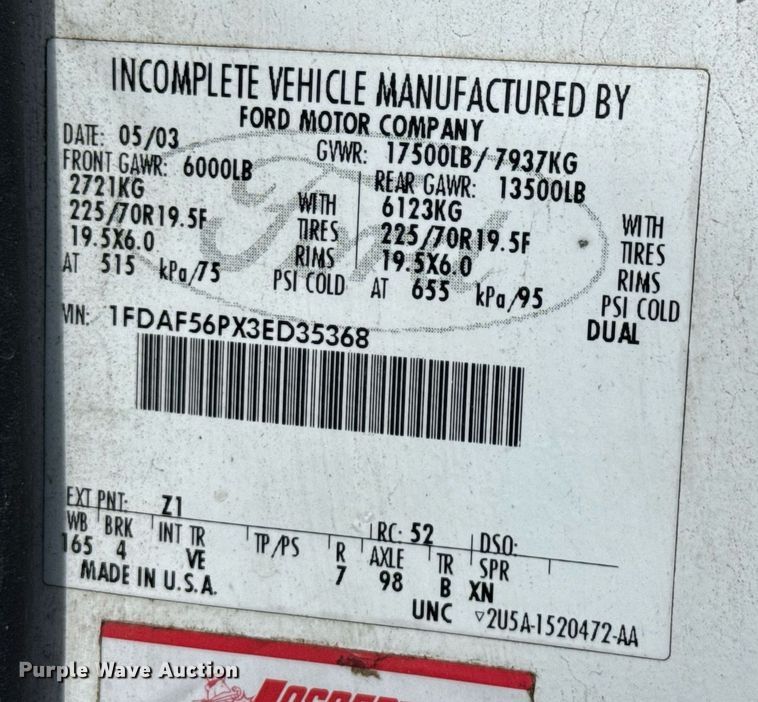 INCOMPLETE VEHICLE MANUFACTURED BY
FORD MOTOR COMPANY
DATE: 05/03 GVWR: 17500LB/7937KG
FRONT GAWR: 6000LB REAR GAWR: 13500LB
2721KG WITH 6123KG WITH
225/70R19.5F TIRES 225/70R19.5F TIRES
19.5X6.0 RIMS 19.5X6.0 RIMS
AT 515 kPa/75 PSI COLD AT 655 kPa/95 PSI COLD
DUAL
VIN: 1FDAF56PX3ED35368
Ford
EXT PNT: Z1 RC: 52 DSO:
WB BRK INT TR TP/PS R AXLE TR SPR
165 4 VE 7 98 B XN
MADE IN U.S.A. UNC ▽2U5A-1520472-AA
Purple Wave Auction